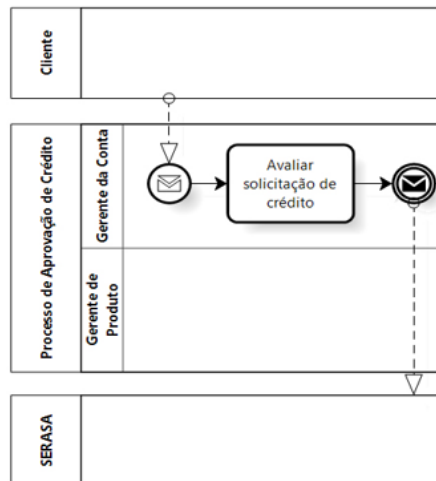 Cliente
Processo de Aprovação de Crédito
Gerente da Conta
Avaliar
solicitação de
crédito
Gerente de
Produto
SERASA